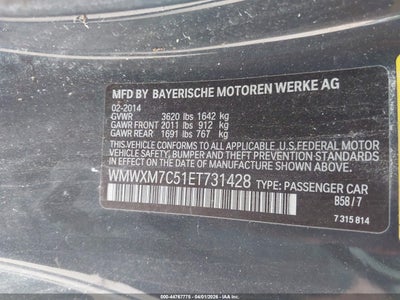 MFD BY BAYERISCHE MOTOREN WERKE AG
02-2014
GVWR 3620 lbs 1642 kg
GAWR FRONT 2011 lbs 912 kg
GAWR REAR 1691 lbs 767 kg
THIS VEHICLE CONFORMS TO ALL APPLICABLE
U.S.FEDERAL MOTOR
VEHICLE SAFETY, BUMPER, AND THEFT
PREVENTION STANDARDS IN EFFECT ON THE
DATE OF MANUFACTURE SHOWN ABOVE.
WMWXM7C51ET731428 TYPE: PASSENGER CAR
B58 / 7
7 315 814
000-44767775 - 04/01/2026 - IAAI